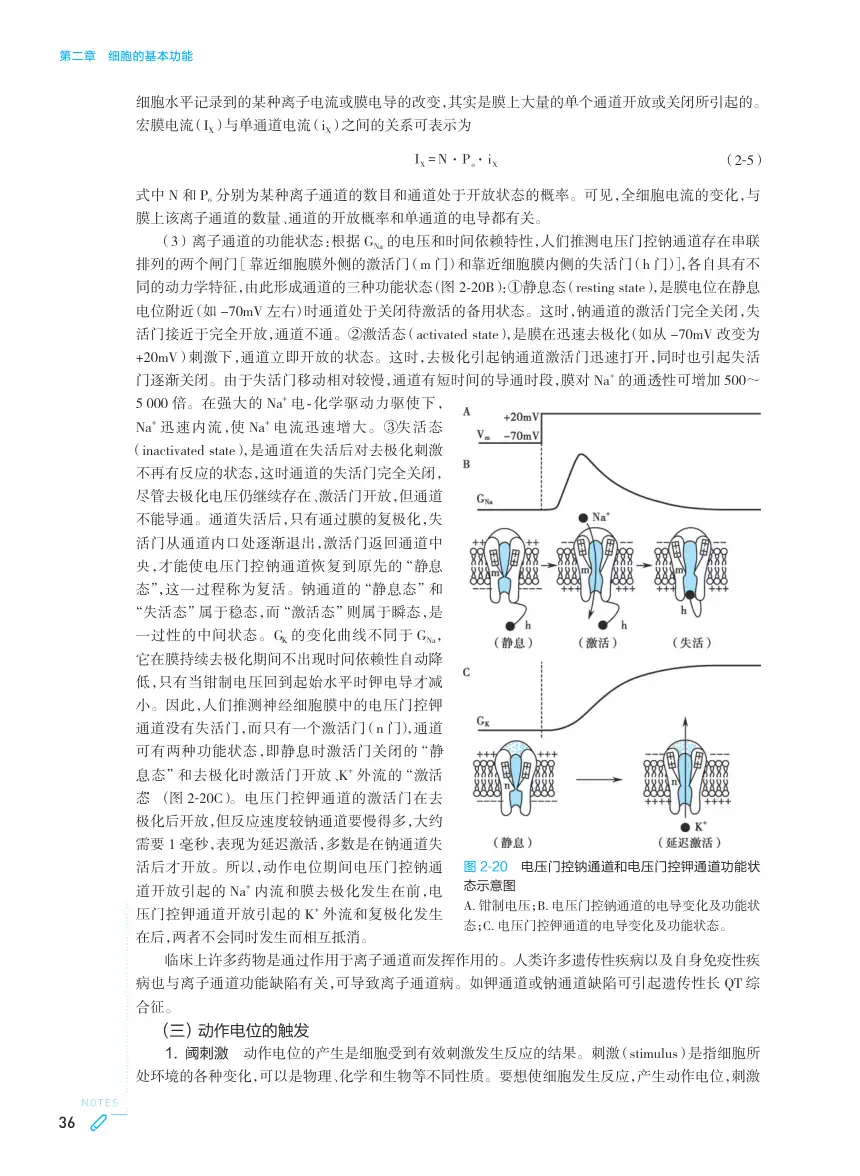 第二章 细胞的基本功能
细胞水平记录到的某种离子电流或膜电导的改变,其实是膜上大量的单个通道开放或关闭所引起的。
宏膜电流(IX)与单通道电流(iX)之间的关系可表示为
IX = N · Po · iX (2-5)
式中 N 和 Po 分别为某种离子通道的数目和通道处于开放状态的概率。可见,全细胞电流的变化,与
膜上该离子通道的数量、通道的开放概率和单通道的电导都有关。
(3)离子通道的功能状态:根据 GNa 的电压和时间依赖特性,人们推测电压门控钠通道存在串联
排列的两个闸门[靠近细胞膜外侧的激活门(m 门)和靠近细胞膜内侧的失活门(h 门)],各自具有不
同的动力学特征,由此形成通道的三种功能状态(图 2-20B):①静息态(resting state),是膜电位在静息
电位附近(如 –70mV 左右)时通道处于关闭待激活的备用状态。这时,钠通道的激活门完全关闭,失
活门接近于完全开放,通道不通。②激活态(activated state),是膜在迅速去极化(如从 –70mV 改变为
+20mV)刺激下,通道立即开放的状态。这时,去极化引起钠通道激活门迅速打开,同时也引起失活
门逐渐关闭。由于失活门移动相对较慢,通道有短时间的导通时段,膜对 Na⁺ 的通透性可增加 500~
5 000 倍。在强大的 Na⁺ 电-化学驱动力驱使下,
Na⁺ 迅速内流,使 Na⁺ 电流迅速增大。③失活态
(inactivated state),是通道在失活后对去极化刺激
不再有反应的状态,这时通道的失活门完全关闭,
尽管去极化电压仍继续存在、激活门开放,但通道
不能导通。通道失活后,只有通过膜的复极化,失
活门从通道内口处逐渐退出,激活门返回通道中
央,才能使电压门控钠通道恢复到原先的“静息
态”,这一过程称为复活。钠通道的“静息态”和
“失活态”属于稳态,而“激活态”则属于瞬态,是
一过性的中间状态。GK 的变化曲线不同于 GNa,
它在膜持续去极化期间不出现时间依赖性自动降
低,只有当钳制电压回到起始水平时钾电导才减
小。因此,人们推测神经细胞膜中的电压门控钾
通道没有失活门,而只有一个激活门(n 门),通道
可有两种功能状态,即静息时激活门关闭的“静
息态”和去极化时激活门开放、K⁺ 外流的“激活
态”(图 2-20C)。电压门控钾通道的激活门在去
极化后开放,但反应速度较钠通道要慢得多,大约
需要 1 毫秒,表现为延迟激活,多数是在钠通道失
活后才开放。所以,动作电位期间电压门控钠通
道开放引起的 Na⁺ 内流和膜去极化发生在前,电
压门控钾通道开放引起的 K⁺ 外流和复极化发生
在后,两者不会同时发生而相互抵消。
A
+20mV
Vm –70mV
B
GNa
Na⁺
++
m
m
h
h
h
(静息) (激活) (失活)
C
GK
+++ +++
––– –––
n
n
++++ ++++
K⁺
(静息) (延迟激活)
图 2-20 电压门控钠通道和电压门控钾通道功能状
态示意图
A. 钳制电压;B. 电压门控钠通道的电导变化及功能状
态;C. 电压门控钾通道的电导变化及功能状态。
临床上许多药物是通过作用于离子通道而发挥作用的。人类许多遗传性疾病以及自身免疫性疾
病也与离子通道功能缺陷有关,可导致离子通道病。如钾通道或钠通道缺陷可引起遗传性长 QT 综
合征。
(三)动作电位的触发
1. 阈刺激 动作电位的产生是细胞受到有效刺激发生反应的结果。刺激(stimulus)是指细胞所
处环境的各种变化,可以是物理、化学和生物等不同性质。要想使细胞发生反应,产生动作电位,刺激
NOTES
36